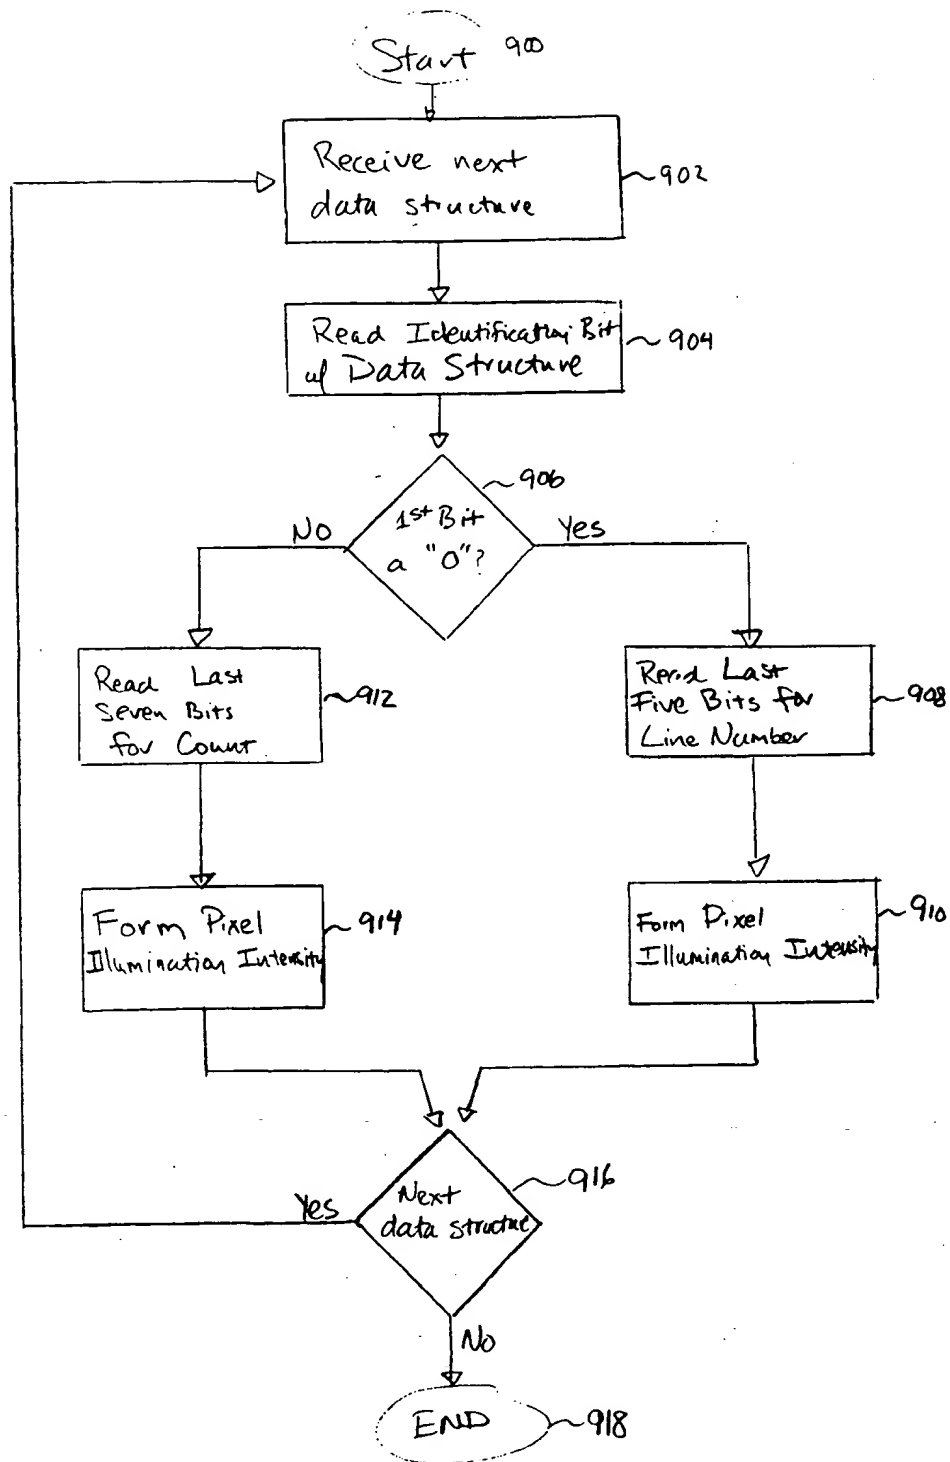 Start 900
Receive next
data structure
902
Read Identification Bit
w/ Data Structure
904
906
1st Bit
a "0"?
No
Yes
Read Last
Seven Bits
for Count
912
Read Last
Five Bits for
Line Number
908
Form Pixel
Illumination Intensity
914
Form Pixel
Illumination Intensity
910
Next
data structure
916
Yes
No
END
918